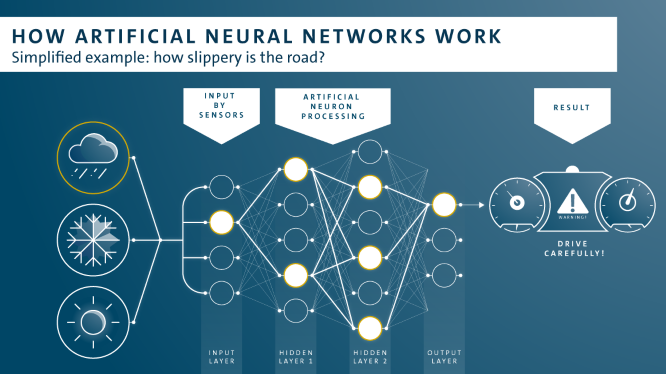 HOW ARTIFICIAL NEURAL NETWORKS WORK
Simplified example: how slippery is the road?
INPUT
BY
SENSORS
ARTIFICIAL
NEURON
PROCESSING
RESULT
WARNING!
DRIVE
CAREFULLY!
INPUT
LAYER
HIDDEN
LAYER 1
HIDDEN
LAYER 2
OUTPUT
LAYER